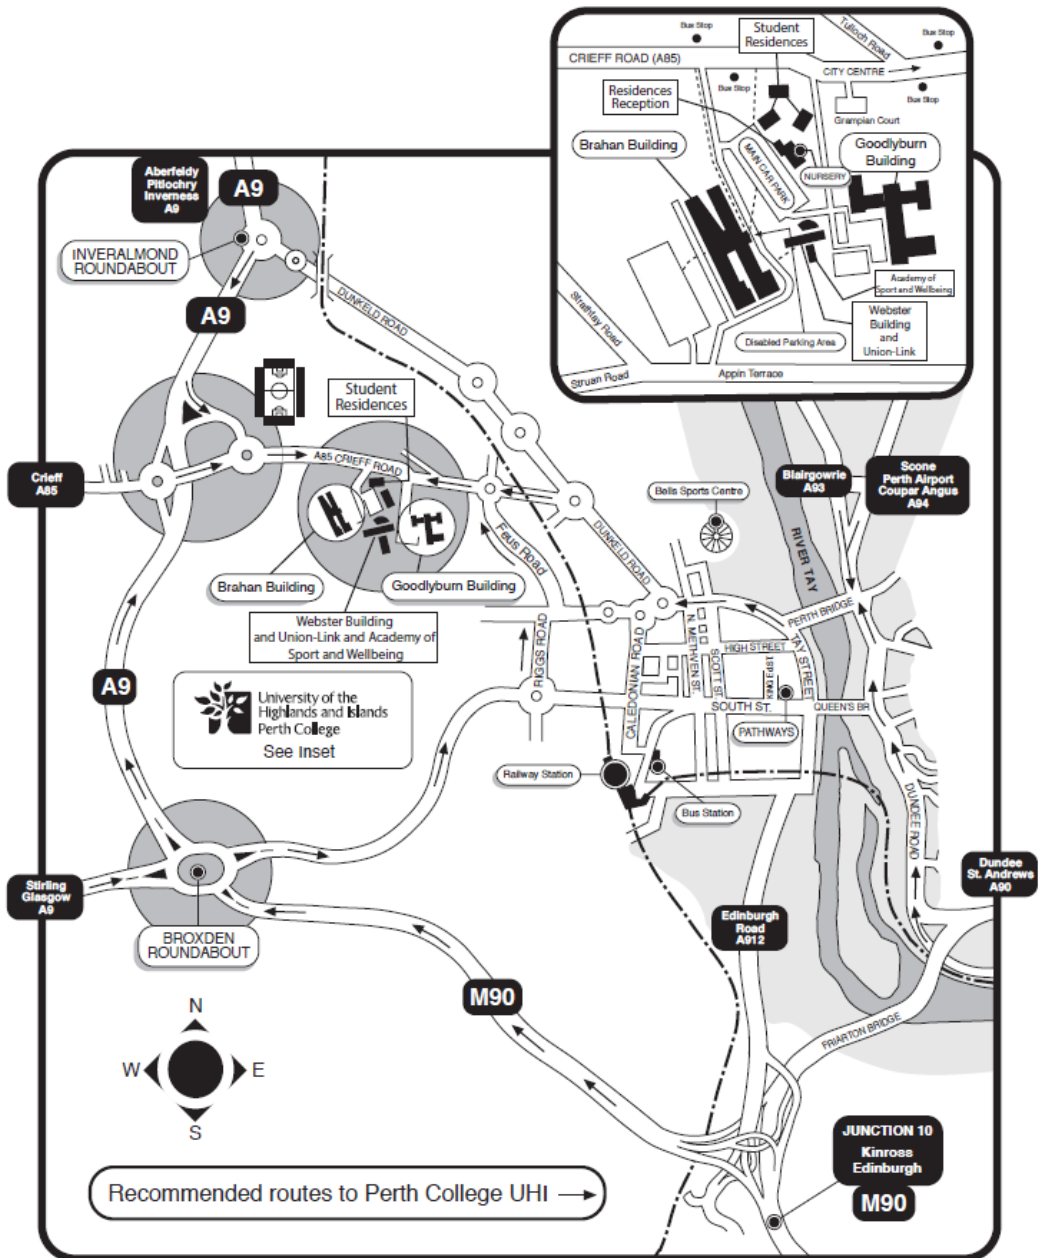 Bus Stop
Student
Residences
Tulloch Road
Bus Stop
CRIEFF ROAD (A85)
CITY CENTRE
Bus Stop
Bus Stop
Residences
Reception
Grampian Court
Brahan Building
MAIN CAR PARK
NURSERY
Goodlyburn
Building
Academy of
Sport and Wellbeing
Strathtay Road
Disabled Parking Area
Webster
Building
and
Union-Link
Struan Road
Appin Terrace
Aberfeldy
Pitlochry
Inverness
A9
A9
INVERALMOND
ROUNDABOUT
A9
DUNKELD ROAD
Student
Residences
Crieff
A85
A85 CRIEFF ROAD
Bells Sports Centre
Blairgowrie
A93
Scone
Perth Airport
Coupar Angus
A94
Feus Road
DUNKELD ROAD
RIVER TAY
Brahan Building
Goodlyburn Building
Webster Building
and Union-Link and Academy of
Sport and Wellbeing
PERTH BRIDGE
RIGGS ROAD
CALEDONIAN ROAD
N. METHVEN ST.
SCOTT ST.
HIGH STREET
KING Ed ST
TAY STREET
SOUTH ST.
QUEEN'S BR
A9
University of the
Highlands and Islands
Perth College
See Inset
PATHWAYS
Railway Station
Bus Station
DUNDEE ROAD
Stirling
Glasgow
A9
Dundee
St. Andrews
A90
BROXDEN
ROUNDABOUT
Edinburgh
Road
A912
M90
FRIARTON BRIDGE
N
W
E
S
JUNCTION 10
Kinross
Edinburgh
M90
Recommended routes to Perth College UHI